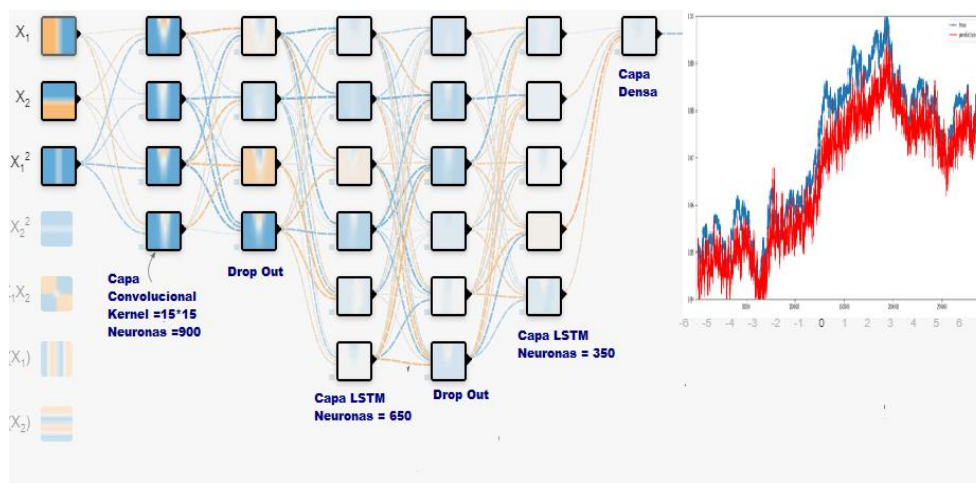 X₁
X₂
X₁²
X₂²
X₁X₂
(X₁)
(X₂)
Capa
Convolucional
Kernel =15*15
Neuronas =900
Drop Out
Capa LSTM
Neuronas = 650
Drop Out
Capa LSTM
Neuronas = 350
Capa
Densa
-6 -5 -4 -3 -2 -1 0 1 2 3 4 5 6